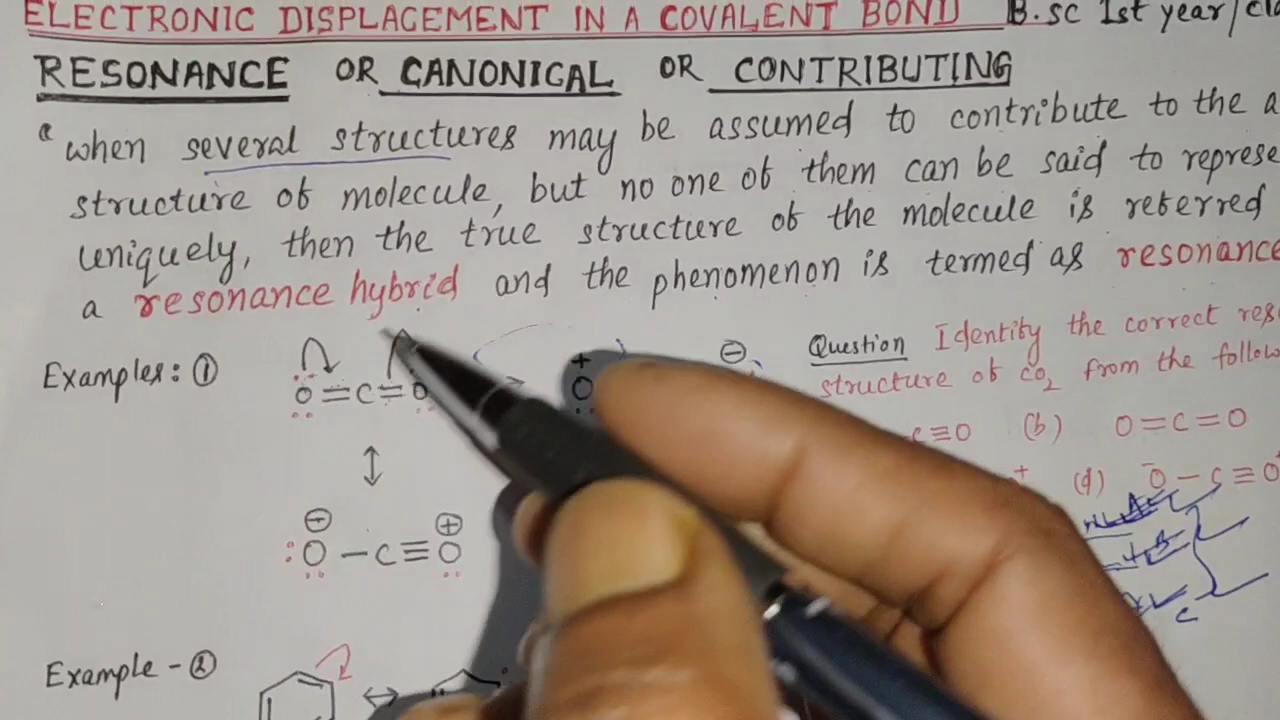 ELECTRONIC DISPLACEMENT IN A COVALENT BOND B.sc 1st year/cla
RESONANCE OR CANONICAL OR CONTRIBUTING
when several structures may be assumed to contribute to the a
structure of molecule, but no one of them can be said to represe
uniquely, then the true structure of the molecule is referred
a resonance hybrid and the phenomenon is termed as resonance
Examples: ①
O=C=O
+
O
⊖
↕
⊖ ⊕
:O-C≡O
Question Identity the correct res
structure of CO2 from the follow
C≡O (b) O=C=O
+ (d) ⁻O-C≡O⁺
C
Example - ②
↔